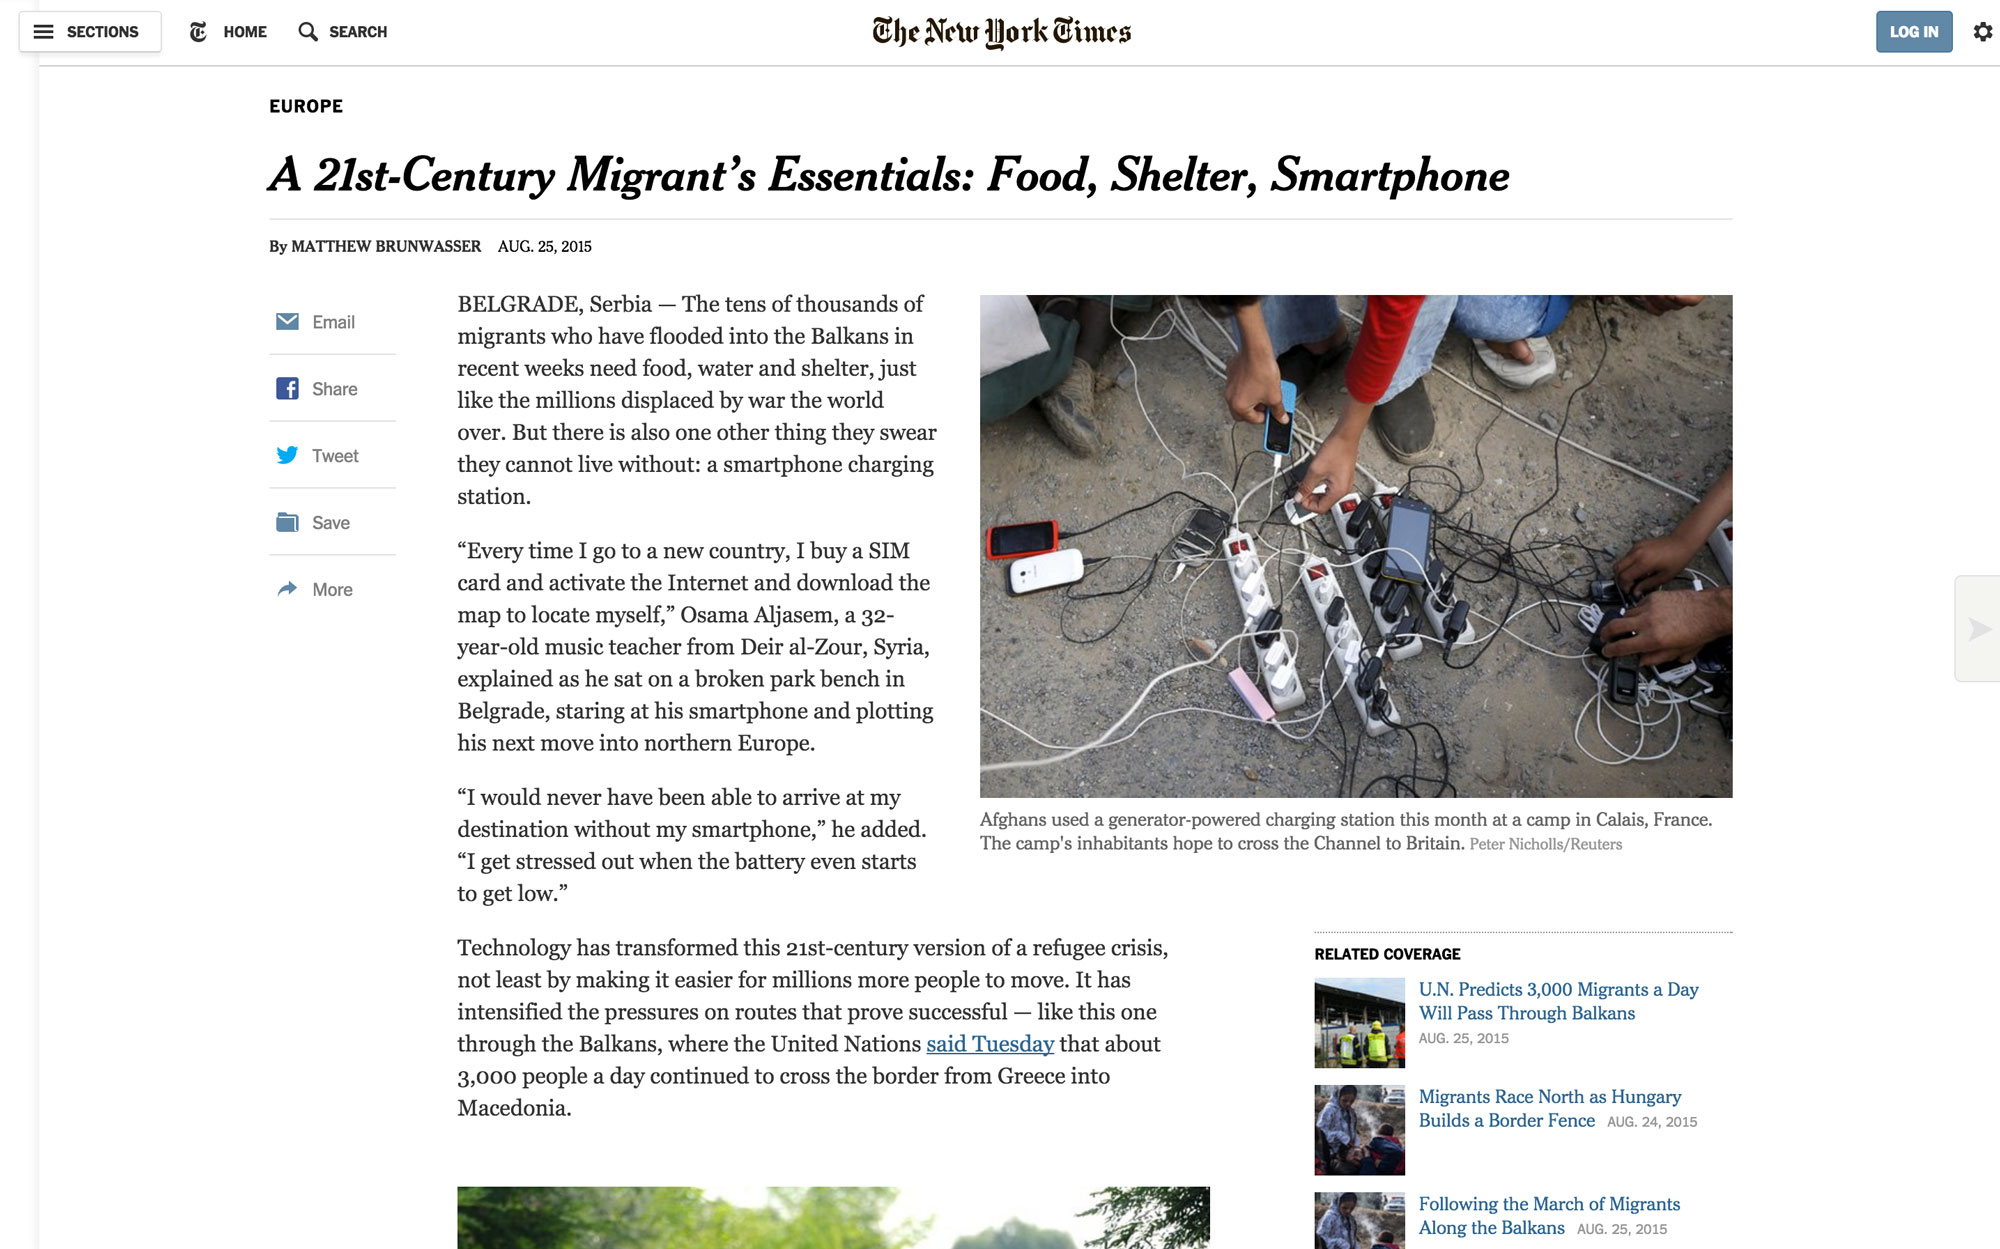 SECTIONS
HOME
SEARCH
The New York Times
LOG IN
EUROPE
A 21st-Century Migrant’s Essentials: Food, Shelter, Smartphone
By MATTHEW BRUNWASSER AUG. 25, 2015
Email
Share
Tweet
Save
More
BELGRADE, Serbia — The tens of thousands of
migrants who have flooded into the Balkans in
recent weeks need food, water and shelter, just
like the millions displaced by war the world
over. But there is also one other thing they swear
they cannot live without: a smartphone charging
station.
“Every time I go to a new country, I buy a SIM
card and activate the Internet and download the
map to locate myself,” Osama Aljasem, a 32-
year-old music teacher from Deir al-Zour, Syria,
explained as he sat on a broken park bench in
Belgrade, staring at his smartphone and plotting
his next move into northern Europe.
“I would never have been able to arrive at my
destination without my smartphone,” he added.
“I get stressed out when the battery even starts
to get low.”
Technology has transformed this 21st-century version of a refugee crisis,
not least by making it easier for millions more people to move. It has
intensified the pressures on routes that prove successful — like this one
through the Balkans, where the United Nations said Tuesday that about
3,000 people a day continued to cross the border from Greece into
Macedonia.
Afghans used a generator-powered charging station this month at a camp in Calais, France.
The camp's inhabitants hope to cross the Channel to Britain. Peter Nicholls/Reuters
RELATED COVERAGE
U.N. Predicts 3,000 Migrants a Day
Will Pass Through Balkans
AUG. 25, 2015
Migrants Race North as Hungary
Builds a Border Fence AUG. 24, 2015
Following the March of Migrants
Along the Balkans AUG. 25, 2015